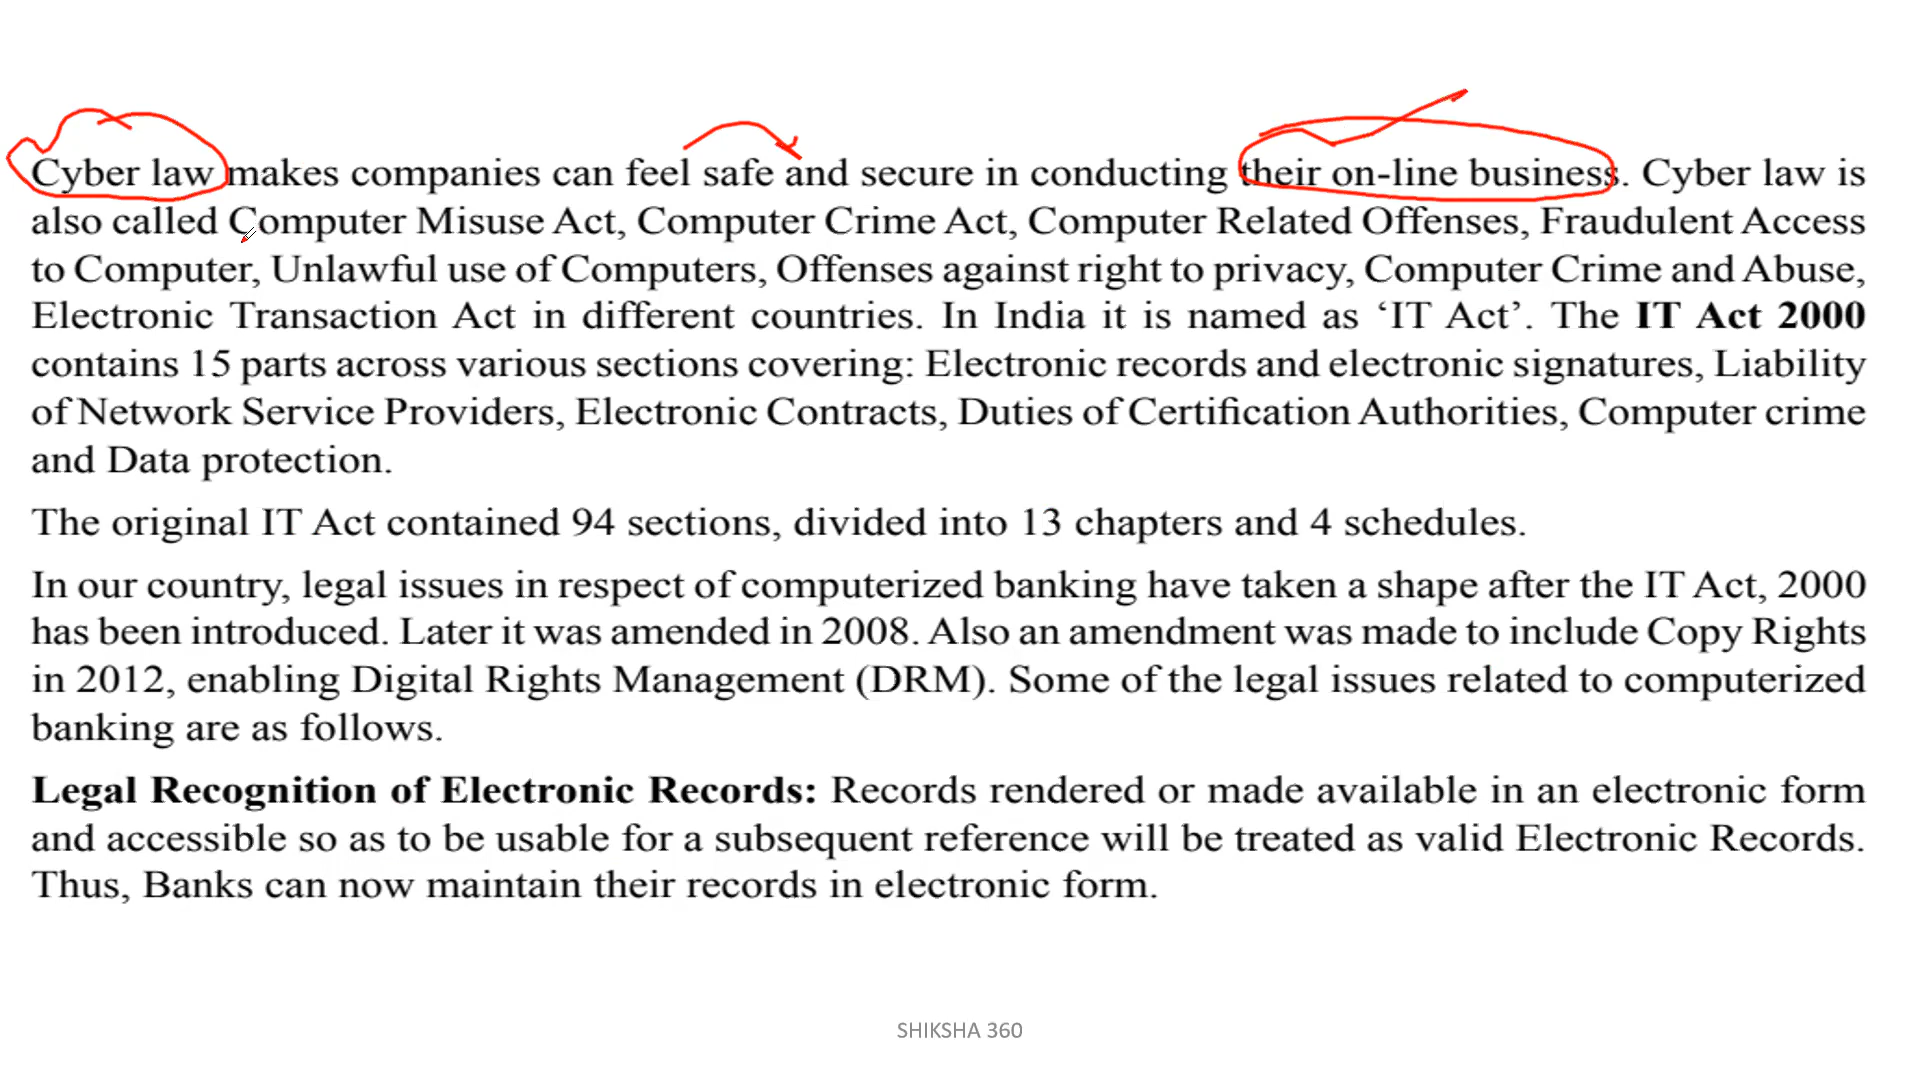 Cyber law makes companies can feel safe and secure in conducting their on-line business. Cyber law is
also called Computer Misuse Act, Computer Crime Act, Computer Related Offenses, Fraudulent Access
to Computer, Unlawful use of Computers, Offenses against right to privacy, Computer Crime and Abuse,
Electronic Transaction Act in different countries. In India it is named as ‘IT Act’. The IT Act 2000
contains 15 parts across various sections covering: Electronic records and electronic signatures, Liability
of Network Service Providers, Electronic Contracts, Duties of Certification Authorities, Computer crime
and Data protection.
The original IT Act contained 94 sections, divided into 13 chapters and 4 schedules.
In our country, legal issues in respect of computerized banking have taken a shape after the IT Act, 2000
has been introduced. Later it was amended in 2008. Also an amendment was made to include Copy Rights
in 2012, enabling Digital Rights Management (DRM). Some of the legal issues related to computerized
banking are as follows.
Legal Recognition of Electronic Records: Records rendered or made available in an electronic form
and accessible so as to be usable for a subsequent reference will be treated as valid Electronic Records.
Thus, Banks can now maintain their records in electronic form.
SHIKSHA 360